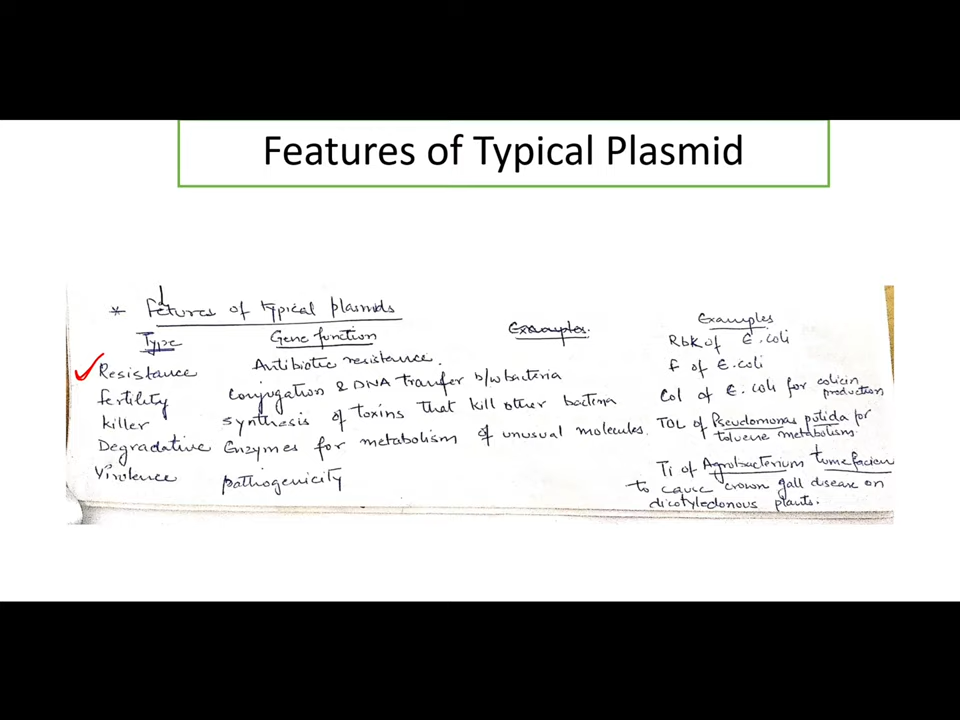 Features of Typical Plasmid
* Fetures of typical plasmids
Type Gene function Examples. Examples
Resistance Antibiotic resistance. RbK of E.coli
fertility conjugation & DNA tranfer b/w bacteria F of E.coli
killer synthesis of toxins that kill other bacteria Col of E.coli for colicin production
Degradative Enzymes for metabolism of unusual molecules. TOL of Pseudomonas putida for toluene metabolism.
Virulence pathogenicity Ti of Agrobacterium tumefacien
to cause crown gall disease on
dicotyledonous plants.